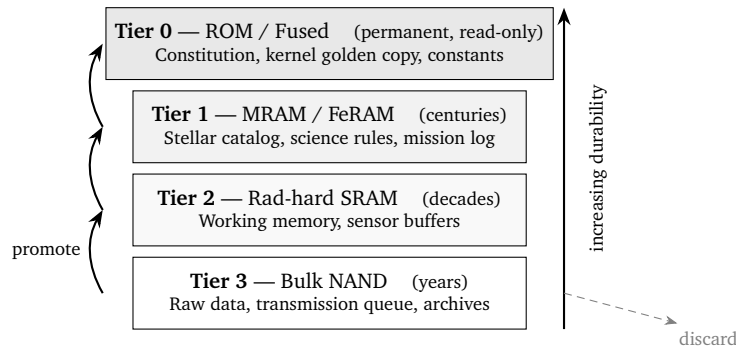 Tier 0 — ROM / Fused (permanent, read-only)
Constitution, kernel golden copy, constants
Tier 1 — MRAM / FeRAM (centuries)
Stellar catalog, science rules, mission log
Tier 2 — Rad-hard SRAM (decades)
Working memory, sensor buffers
promote
Tier 3 — Bulk NAND (years)
Raw data, transmission queue, archives
increasing durability
discard